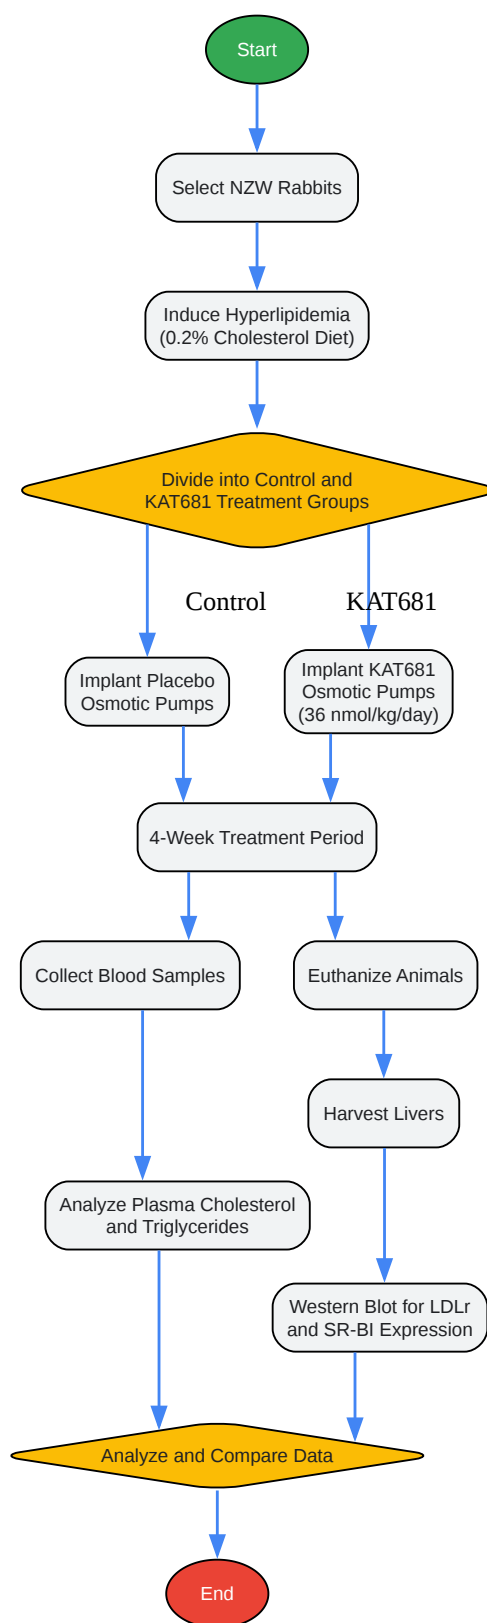 Start
Select NZW Rabbits
Induce Hyperlipidemia
(0.2% Cholesterol Diet)
Divide into Control and
KAT681 Treatment Groups
Control
KAT681
Implant Placebo
Osmotic Pumps
Implant KAT681
Osmotic Pumps
(36 nmol/kg/day)
4-Week Treatment Period
Collect Blood Samples
Euthanize Animals
Harvest Livers
Analyze Plasma Cholesterol
and Triglycerides
Western Blot for LDLr
and SR-BI Expression
Analyze and Compare Data
End